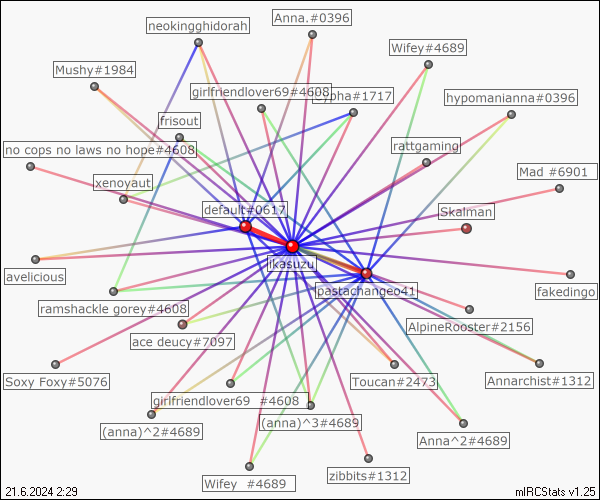 neokingghidorah
Anna.#0396
Wifey#4689
Mushy#1984
girlfriendlover69#4608
ypha#1717
hypomanianna#0396
frisout
no cops no laws no hope#4608
rattgaming
Mad #6901
xenoyaut
default#0617
Skalman
ikasuzu
avelicious
pastachangeo41
fakedingo
ramshackle gorey#4608
AlpineRooster#2156
ace deucy#7097
Soxy Foxy#5076
Toucan#2473
Annarchist#1312
girlfriendlover69 #4608
(anna)^2#4689
(anna)^3#4689
Anna^2#4689
zibbits#1312
Wifey #4689
21.6.2024 2:29
mIRCStats v1.25